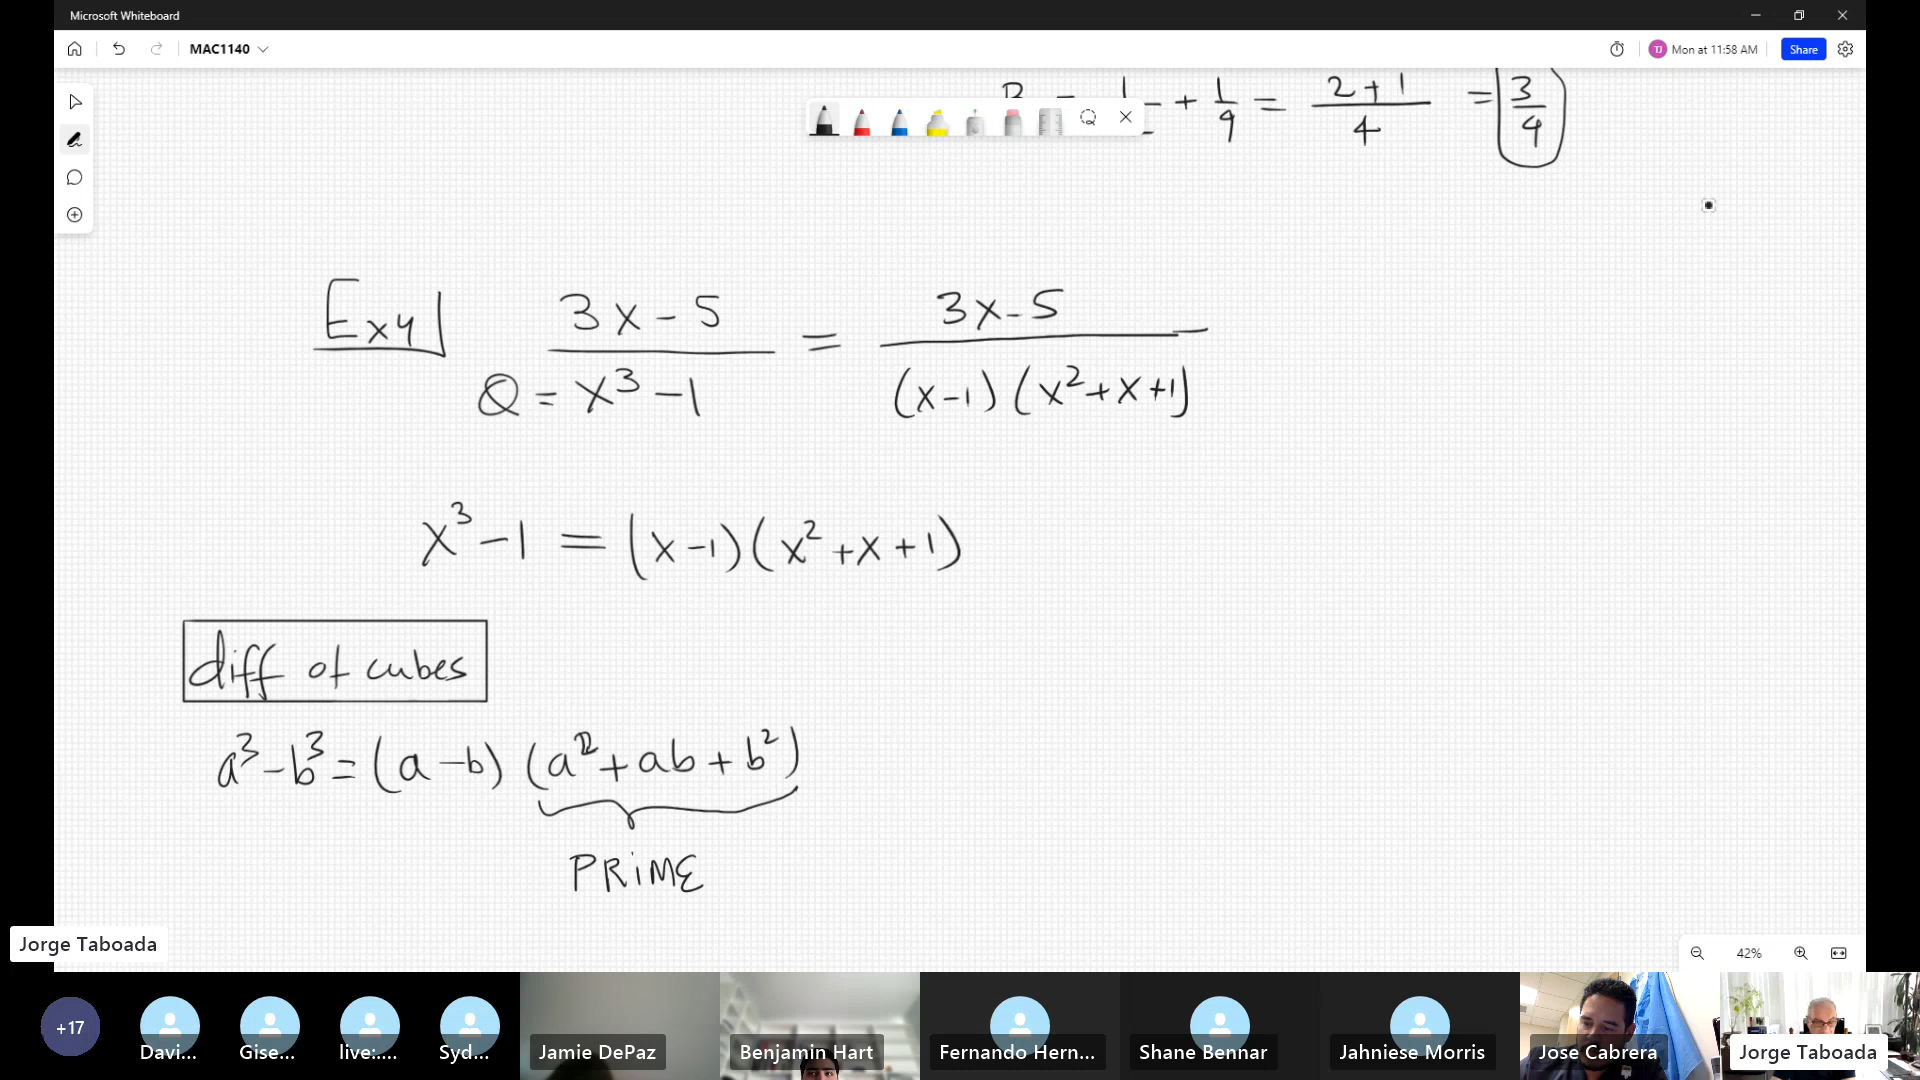 Microsoft Whiteboard
MAC1140
TJ Mon at 11:58 AM Share
+ 1/9 = 2+1/4 = 3/4
Ex4 3x-5 / Q = x³-1 = 3x-5 / (x-1)(x²+x+1)
x³-1 = (x-1)(x²+x+1)
diff of cubes
a³-b³ = (a-b)(a²+ab+b²)
PRiME
Jorge Taboada
42%
+17
Davi...
Gise...
live:....
Syd...
Jamie DePaz
Benjamin Hart
Fernando Hern...
Shane Bennar
Jahniese Morris
Jose Cabrera
Jorge Taboada